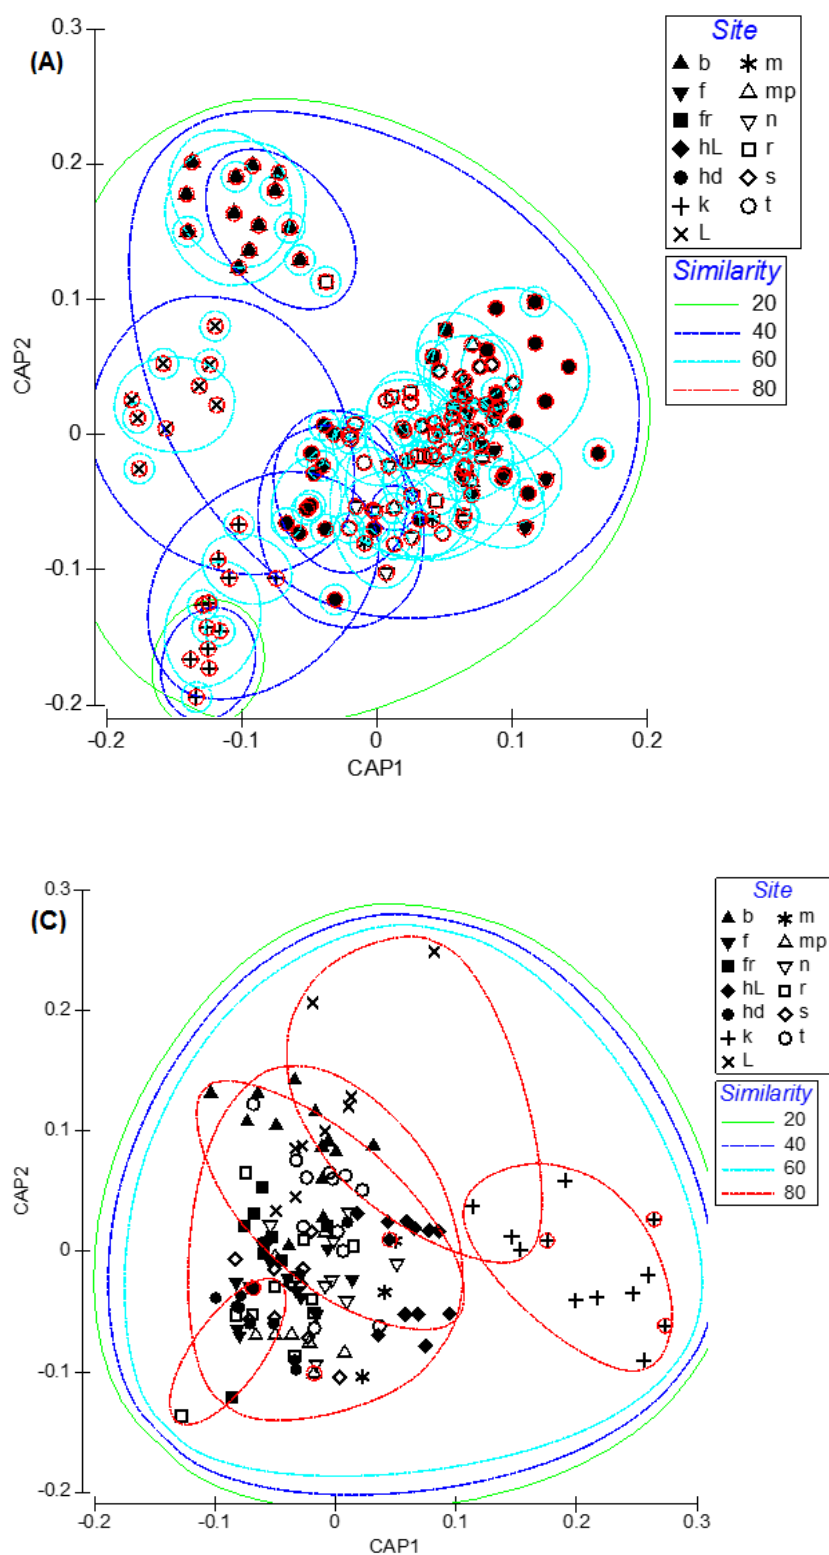 (A)
0.3
0.2
0.1
0
-0.1
-0.2
CAP2
-0.2 -0.1 0 0.1 0.2
CAP1
Site
b m
f mp
fr n
hL r
hd s
k t
L
Similarity
20
40
60
80
(C)
0.3
0.2
0.1
0
-0.1
-0.2
CAP2
-0.2 -0.1 0 0.1 0.2 0.3
CAP1
Site
b m
f mp
fr n
hL r
hd s
k t
L
Similarity
20
40
60
80